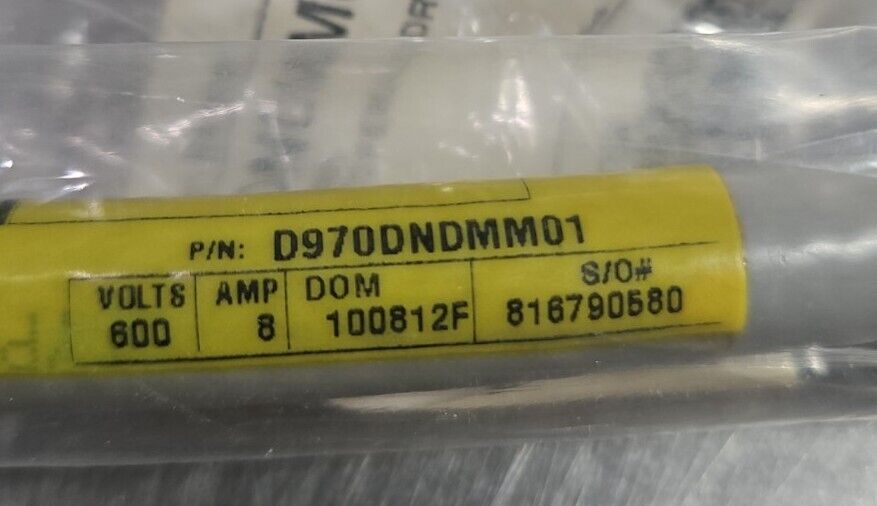 P/N: D970DNDMM01
VOLTS AMP DOM S/O#
600 8 100812F 816790580